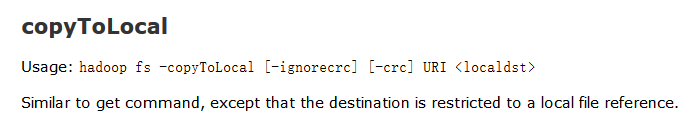 copyToLocal
Usage: hadoop fs -copyToLocal [-ignorecrc] [-crc] URI <localdst>
Similar to get command, except that the destination is restricted to a local file reference.